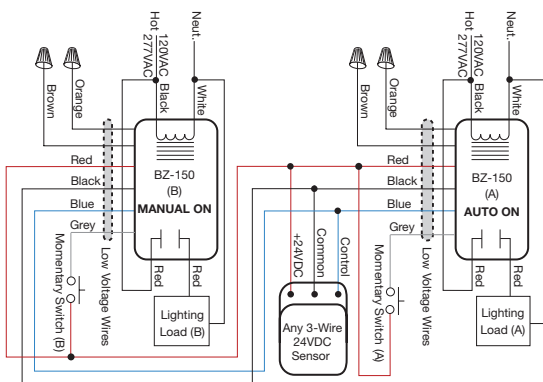 Neut.
Hot 120VAC
277VAC
Black
White
Orange
Brown
Red
Black
Blue
Grey
BZ-150
(B)
MANUAL ON
Low Voltage Wires
Momentary Switch (B)
Red
Red
Lighting
Load (B)
+24VDC
Common
Control
Any 3-Wire
24VDC
Sensor
Neut.
Hot 120VAC
277VAC
Black
White
Orange
Brown
Red
Black
Blue
Grey
BZ-150
(A)
AUTO ON
Low Voltage Wires
Momentary Switch (A)
Red
Red
Lighting
Load (A)